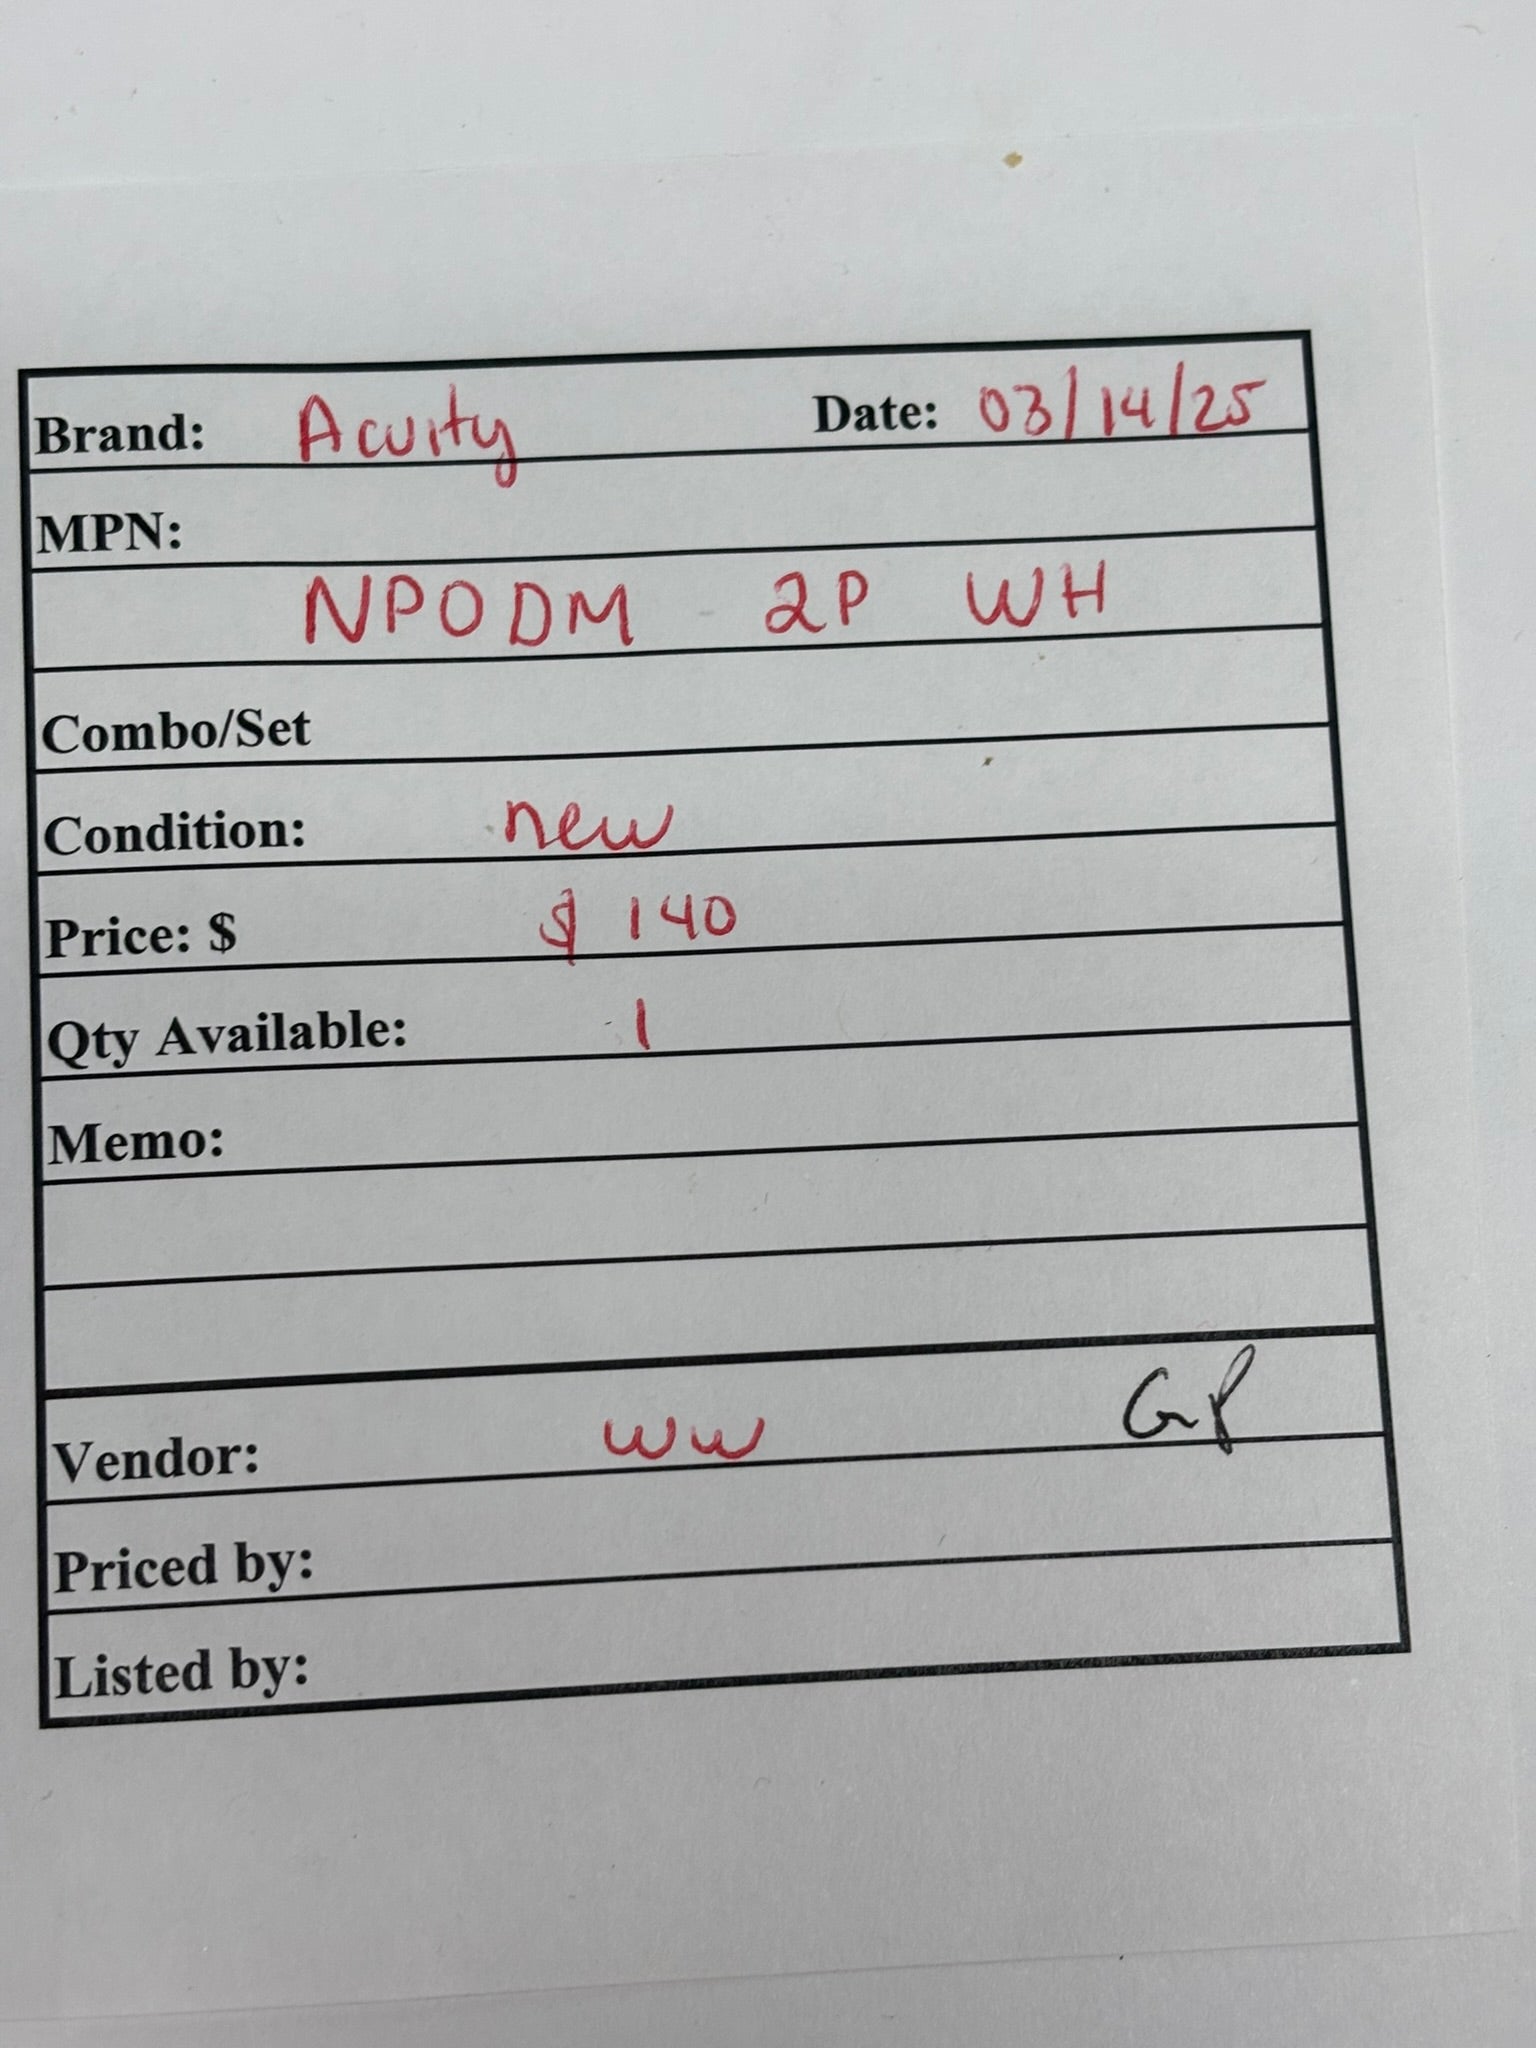 Brand: Acuity Date: 03/14/25
MPN:
NPODM 2P WH
Combo/Set
Condition: new
Price: $ $ 140
Qty Available: 1
Memo:
Vendor: ww GP
Priced by:
Listed by: